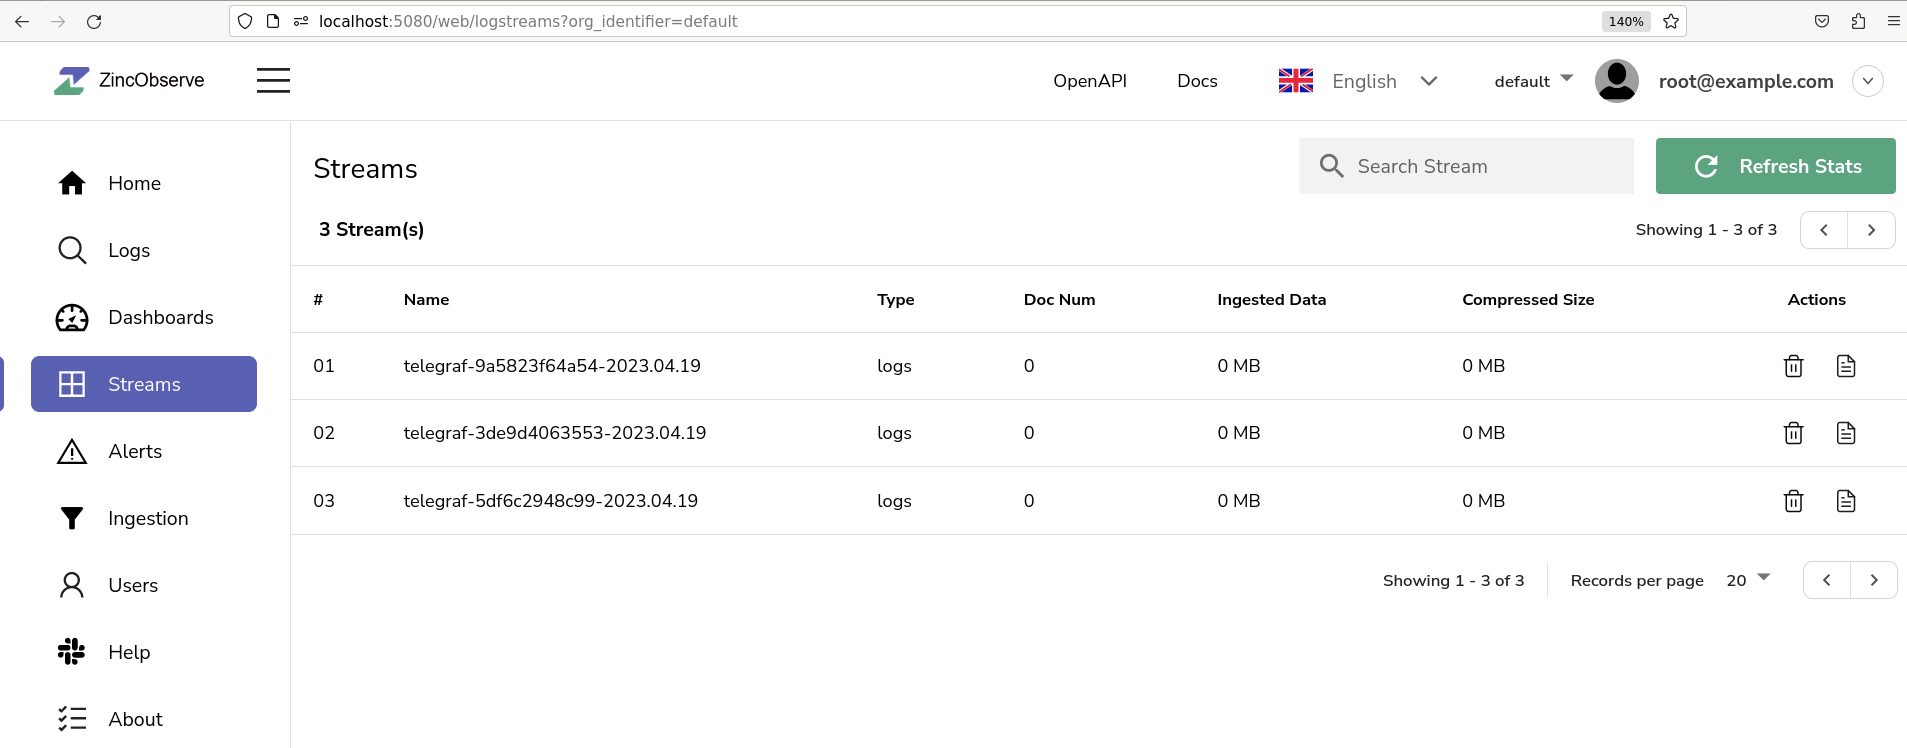 localhost:5080/web/logstreams?org_identifier=default 140%
ZincObserve OpenAPI Docs English default root@example.com
Home
Logs
Dashboards
Streams
Alerts
Ingestion
Users
Help
About
Streams Search Stream Refresh Stats
3 Stream(s) Showing 1 - 3 of 3
# Name Type Doc Num Ingested Data Compressed Size Actions
01 telegraf-9a5823f64a54-2023.04.19 logs 0 0 MB 0 MB
02 telegraf-3de9d4063553-2023.04.19 logs 0 0 MB 0 MB
03 telegraf-5df6c2948c99-2023.04.19 logs 0 0 MB 0 MB
Showing 1 - 3 of 3 Records per page 20